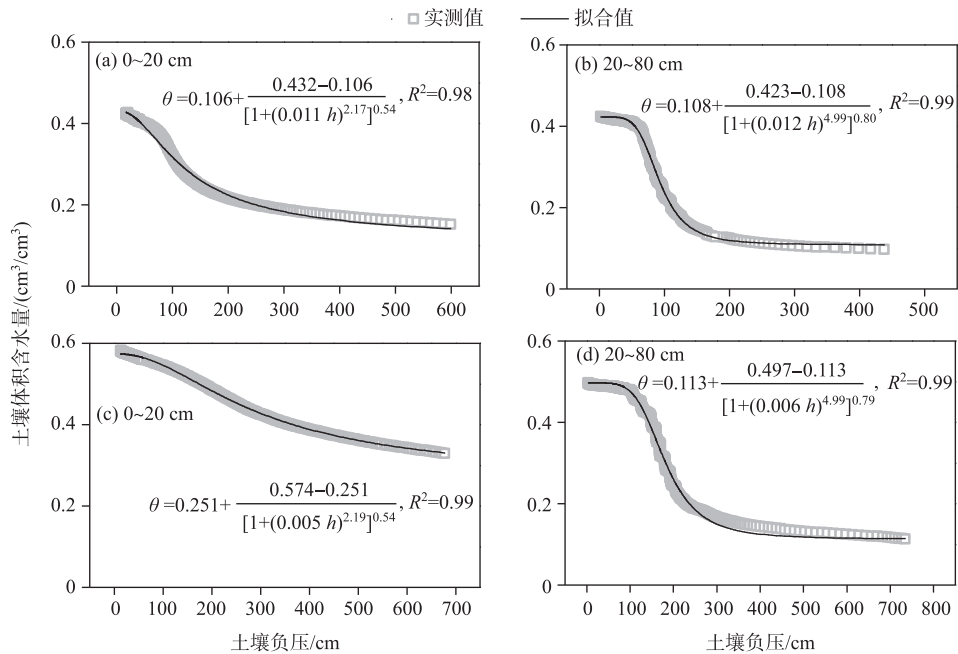 实测值 拟合值
土壤体积含水量/(cm³/cm³)
(a) 0~20 cm
θ=0.106+(0.432−0.106)/[1+(0.011 h)^2.17]^0.54, R²=0.98
0.6
0.4
0.2
0
0 100 200 300 400 500 600
(b) 20~80 cm
θ=0.108+(0.423−0.108)/[1+(0.012 h)^4.99]^0.80, R²=0.99
0.6
0.4
0.2
0
0 100 200 300 400 500
(c) 0~20 cm
θ=0.251+(0.574−0.251)/[1+(0.005 h)^2.19]^0.54, R²=0.99
0.6
0.4
0.2
0
0 100 200 300 400 500 600 700
土壤负压/cm
(d) 20~80 cm
θ=0.113+(0.497−0.113)/[1+(0.006 h)^4.99]^0.79, R²=0.99
0.6
0.4
0.2
0
0 100 200 300 400 500 600 700 800
土壤负压/cm